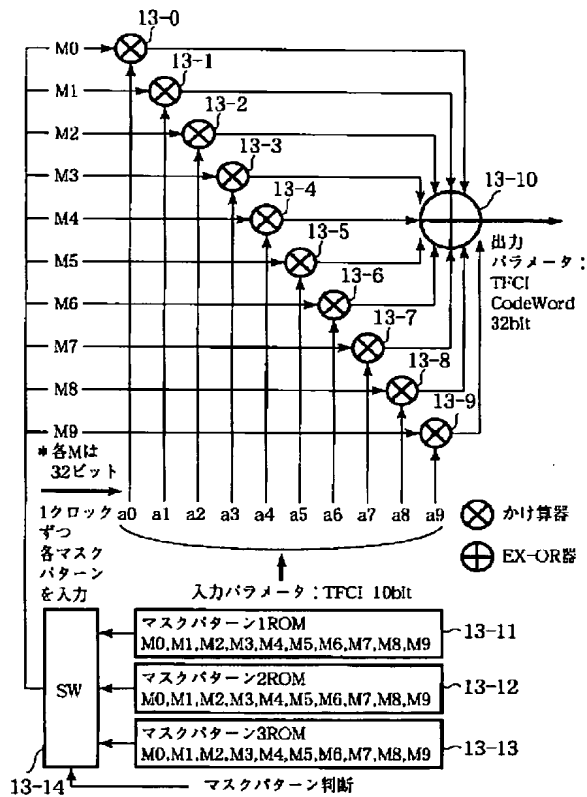 13-0
M0
13-1
M1
13-2
M2
13-3
M3
13-4
13-10
M4
13-5
出力
パラメータ:
TFCI
CodeWord
32bit
M5
13-6
M6
13-7
M7
13-8
M8
13-9
M9
*各Mは
32ビット
1クロック
ずつ
各マスク
パターン
を入力
a0 a1 a2 a3 a4 a5 a6 a7 a8 a9
かけ算器
EX-OR器
入力パラメータ:TFCI 10bit
マスクパターン1ROM
M0,M1,M2,M3,M4,M5,M6,M7,M8,M9
13-11
SW
マスクパターン2ROM
M0,M1,M2,M3,M4,M5,M6,M7,M8,M9
13-12
マスクパターン3ROM
M0,M1,M2,M3,M4,M5,M6,M7,M8,M9
13-13
13-14
マスクパターン判断